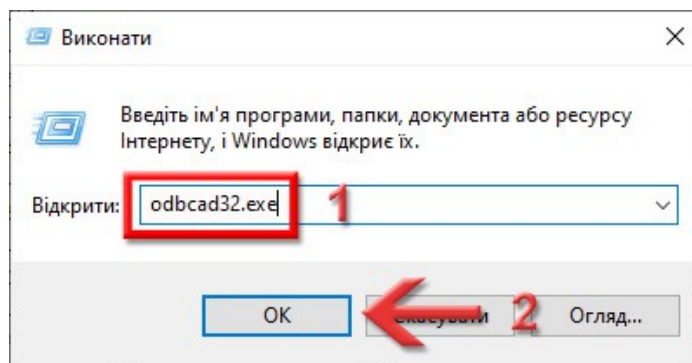 Виконати
Введіть ім'я програми, папки, документа або ресурсу
Інтернету, і Windows відкриє їх.
Відкрити: odbcad32.exe 1
OK Скасувати 2 Огляд...